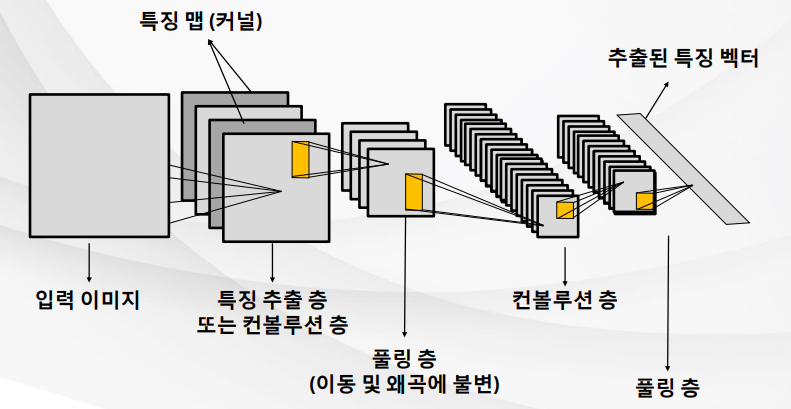 특징 맵 (커널)
추출된 특징 벡터
입력 이미지
특징 추출 층
또는 컨볼루션 층
컨볼루션 층
풀링 층
(이동 및 왜곡에 불변)
풀링 층